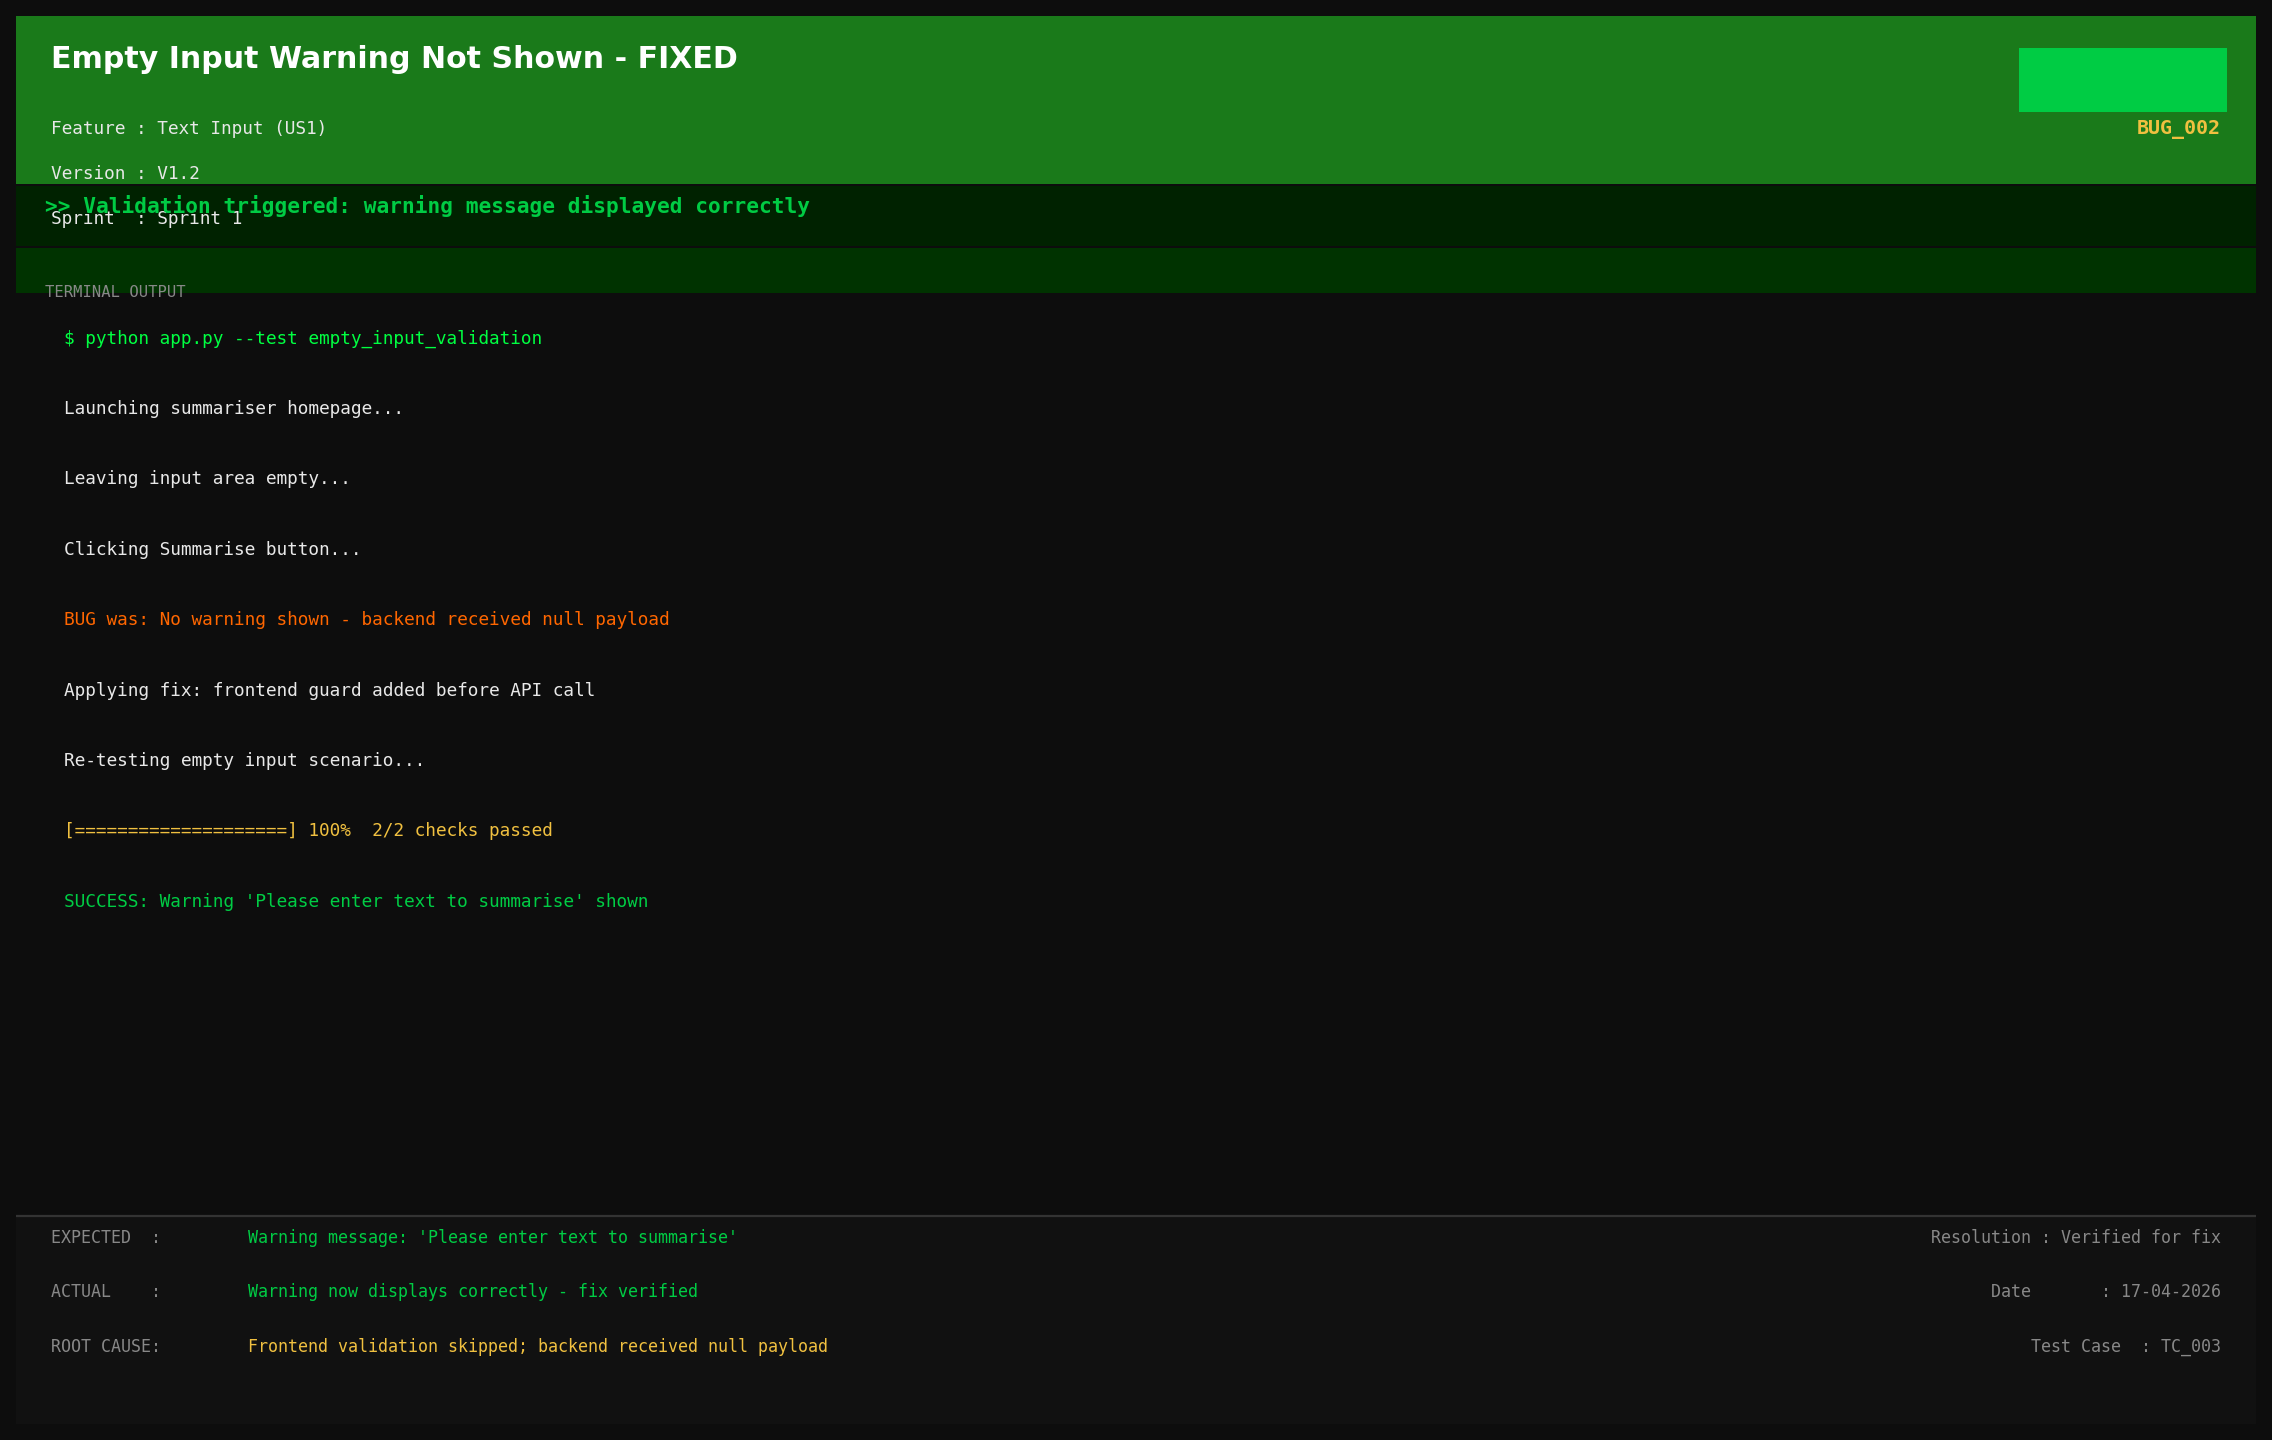 Empty Input Warning Not Shown - FIXED
Feature : Text Input (US1)
BUG_002
Version : V1.2
>> Validation triggered: warning message displayed correctly
Sprint  : Sprint 1
TERMINAL OUTPUT
$ python app.py --test empty_input_validation
Launching summariser homepage...
Leaving input area empty...
Clicking Summarise button...
BUG was: No warning shown - backend received null payload
Applying fix: frontend guard added before API call
Re-testing empty input scenario...
[====================] 100%  2/2 checks passed
SUCCESS: Warning 'Please enter text to summarise' shown
EXPECTED  : Warning message: 'Please enter text to summarise'
Resolution : Verified for fix
ACTUAL    : Warning now displays correctly - fix verified
Date       : 17-04-2026
ROOT CAUSE: Frontend validation skipped; backend received null payload
Test Case  : TC_003